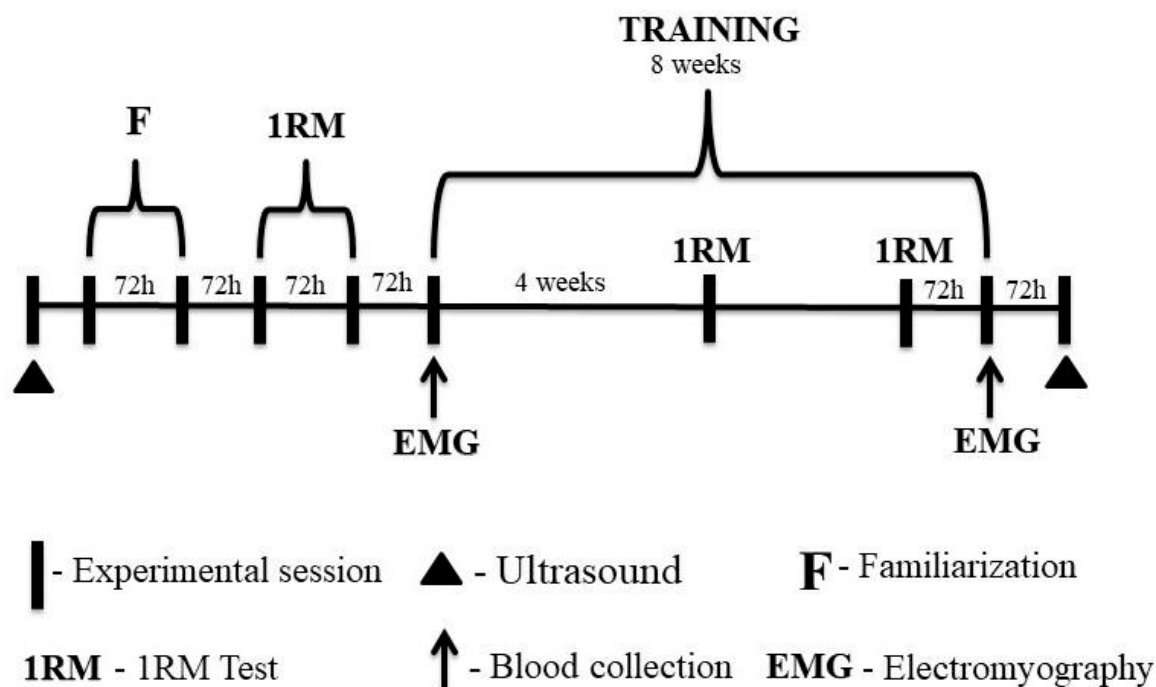 TRAINING
8 weeks
F
1RM
1RM
1RM
72h
72h
72h
72h
4 weeks
72h
72h
EMG
EMG
- Experimental session
- Ultrasound
F - Familiarization
1RM - 1RM Test
- Blood collection
EMG - Electromyography